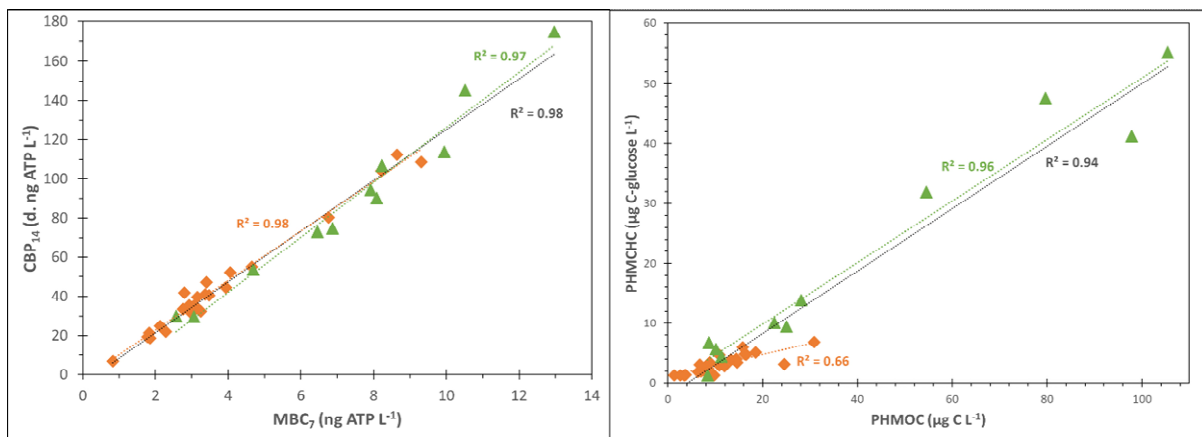 180
160
140
120
100
80
60
40
20
0
CBP₁₄ (d. ng ATP L⁻¹)
R² = 0.97
R² = 0.98
R² = 0.98
0 2 4 6 8 10 12 14
MBC₇ (ng ATP L⁻¹)
60
50
40
30
20
10
0
PHMCHC (µg C-glucose L⁻¹)
R² = 0.96
R² = 0.94
R² = 0.66
0 20 40 60 80 100
PHMOC (µg C L⁻¹)